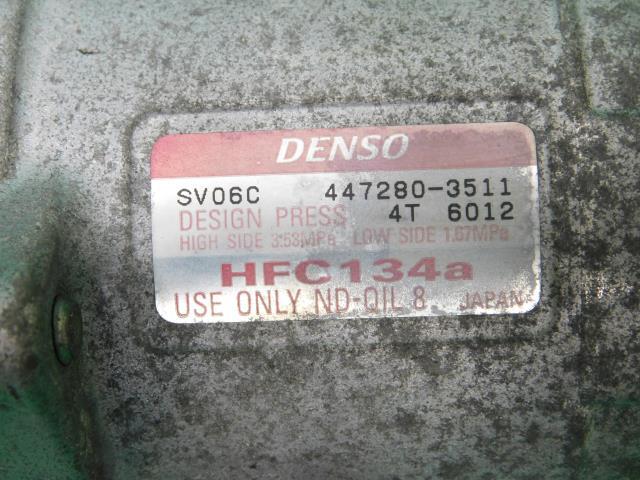 DENSO
SV06C 447280-3511
DESIGN PRESS 4T 6012
HIGH SIDE 3.53MPa LOW SIDE 1.67MPa
HFC134a
USE ONLY ND-OIL 8 JAPAN